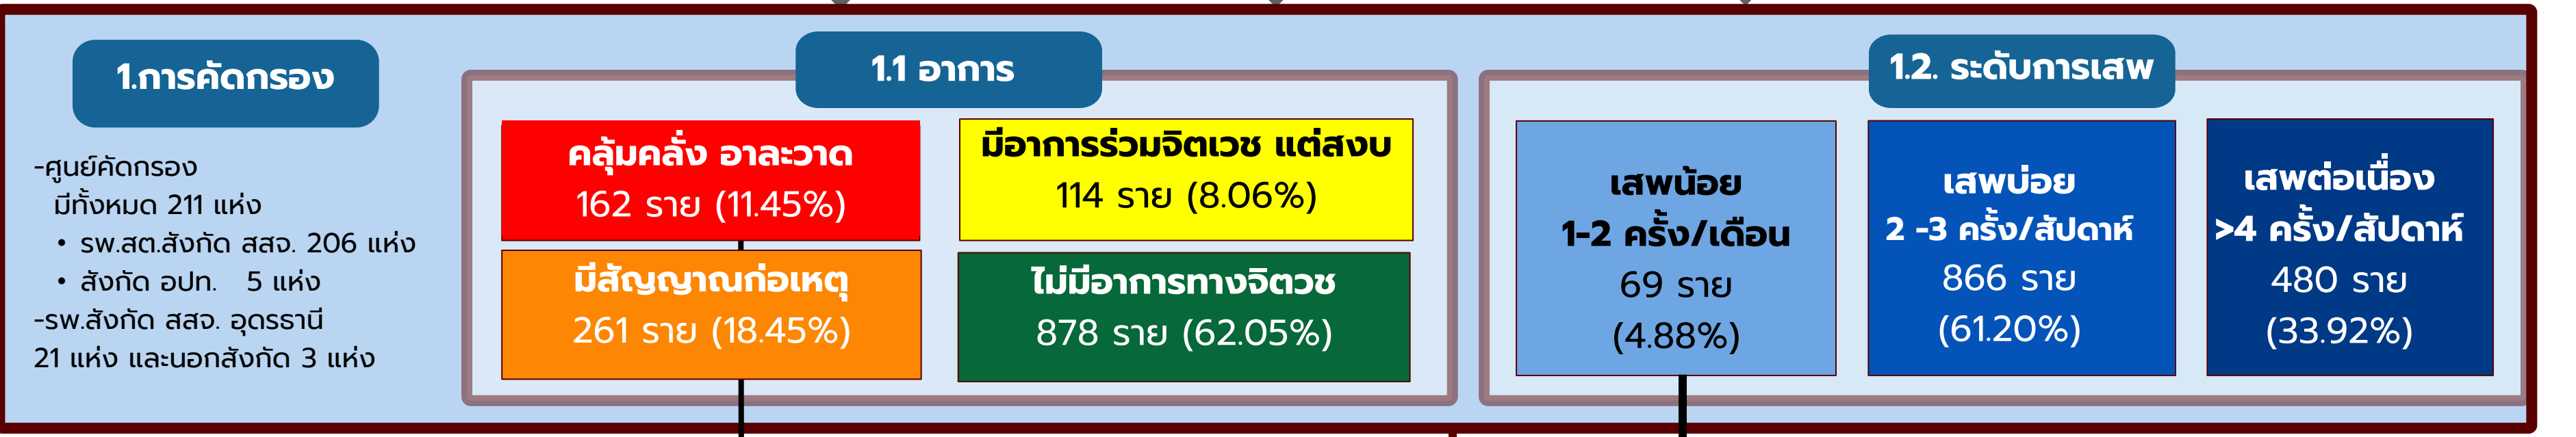 1.การคัดกรอง
-ศูนย์คัดกรอง
มีทั้งหมด 211 แห่ง
• รพ.สต.สังกัด สสจ. 206 แห่ง
• สังกัด อปท. 5 แห่ง
-รพ.สังกัด สสจ. อุดรธานี
21 แห่ง และนอกสังกัด 3 แห่ง
1.1 อาการ
คลุ้มคลั่ง อาละวาด
162 ราย (11.45%)
มีอาการร่วมจิตเวช แต่สงบ
114 ราย (8.06%)
มีสัญญาณก่อเหตุ
261 ราย (18.45%)
ไม่มีอาการทางจิตวช
878 ราย (62.05%)
1.2. ระดับการเสพ
เสพน้อย
1-2 ครั้ง/เดือน
69 ราย
(4.88%)
เสพบ่อย
2 -3 ครั้ง/สัปดาห์
866 ราย
(61.20%)
เสพต่อเนื่อง
>4 ครั้ง/สัปดาห์
480 ราย
(33.92%)